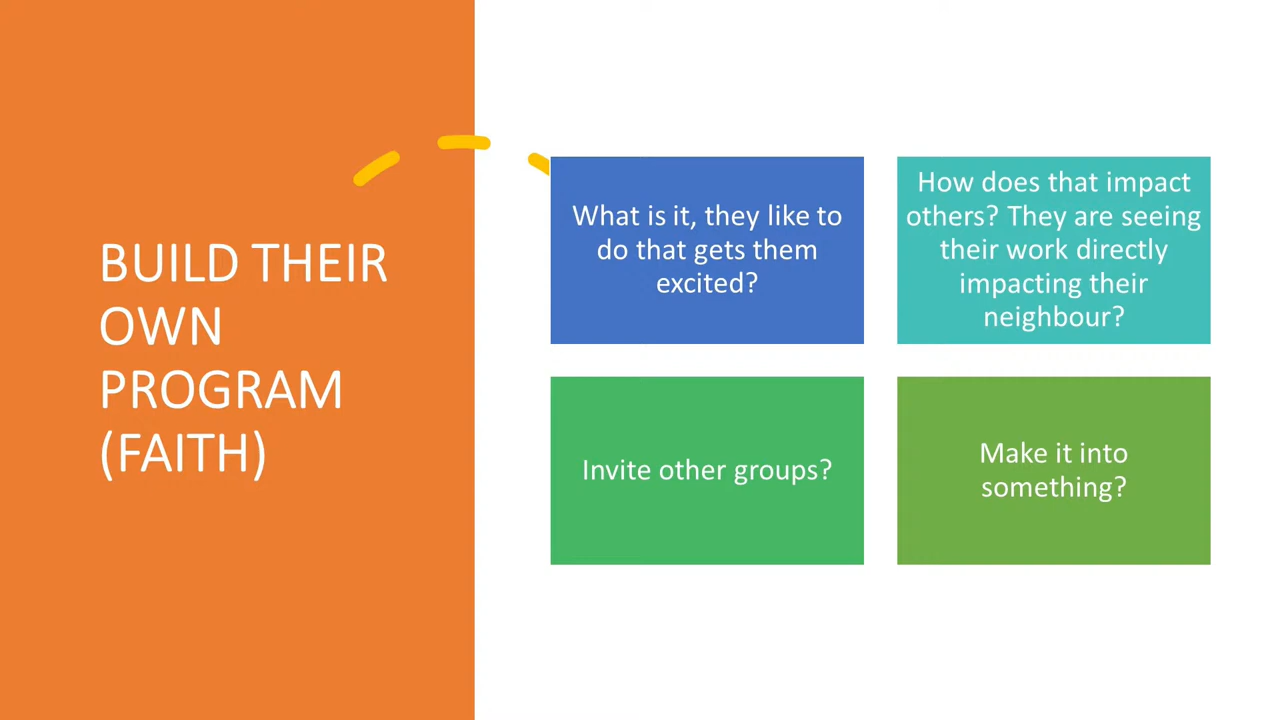 BUILD THEIR
OWN
PROGRAM
(FAITH)
What is it, they like to
do that gets them
excited?
How does that impact
others? They are seeing
their work directly
impacting their
neighbour?
Invite other groups?
Make it into
something?